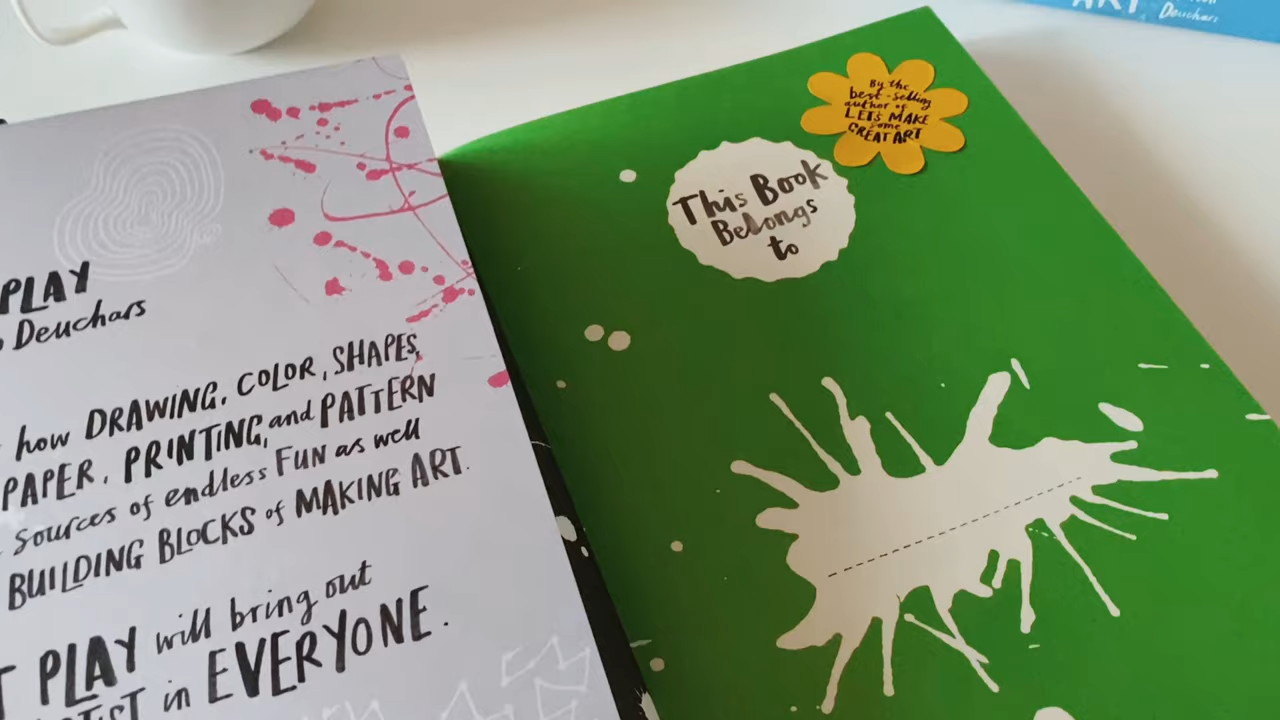 PLAY
Deuchars
how DRAWING, COLOR, SHAPES,
PAPER, PRINTING, and PATTERN
sources of endless FUN as well
BUILDING BLOCKS of MAKING ART.
PLAY will bring out
in EVERYONE.
By the
best-selling
author of
LET'S MAKE
some
GREAT ART
This Book
Belongs
to
ART
Deuchars